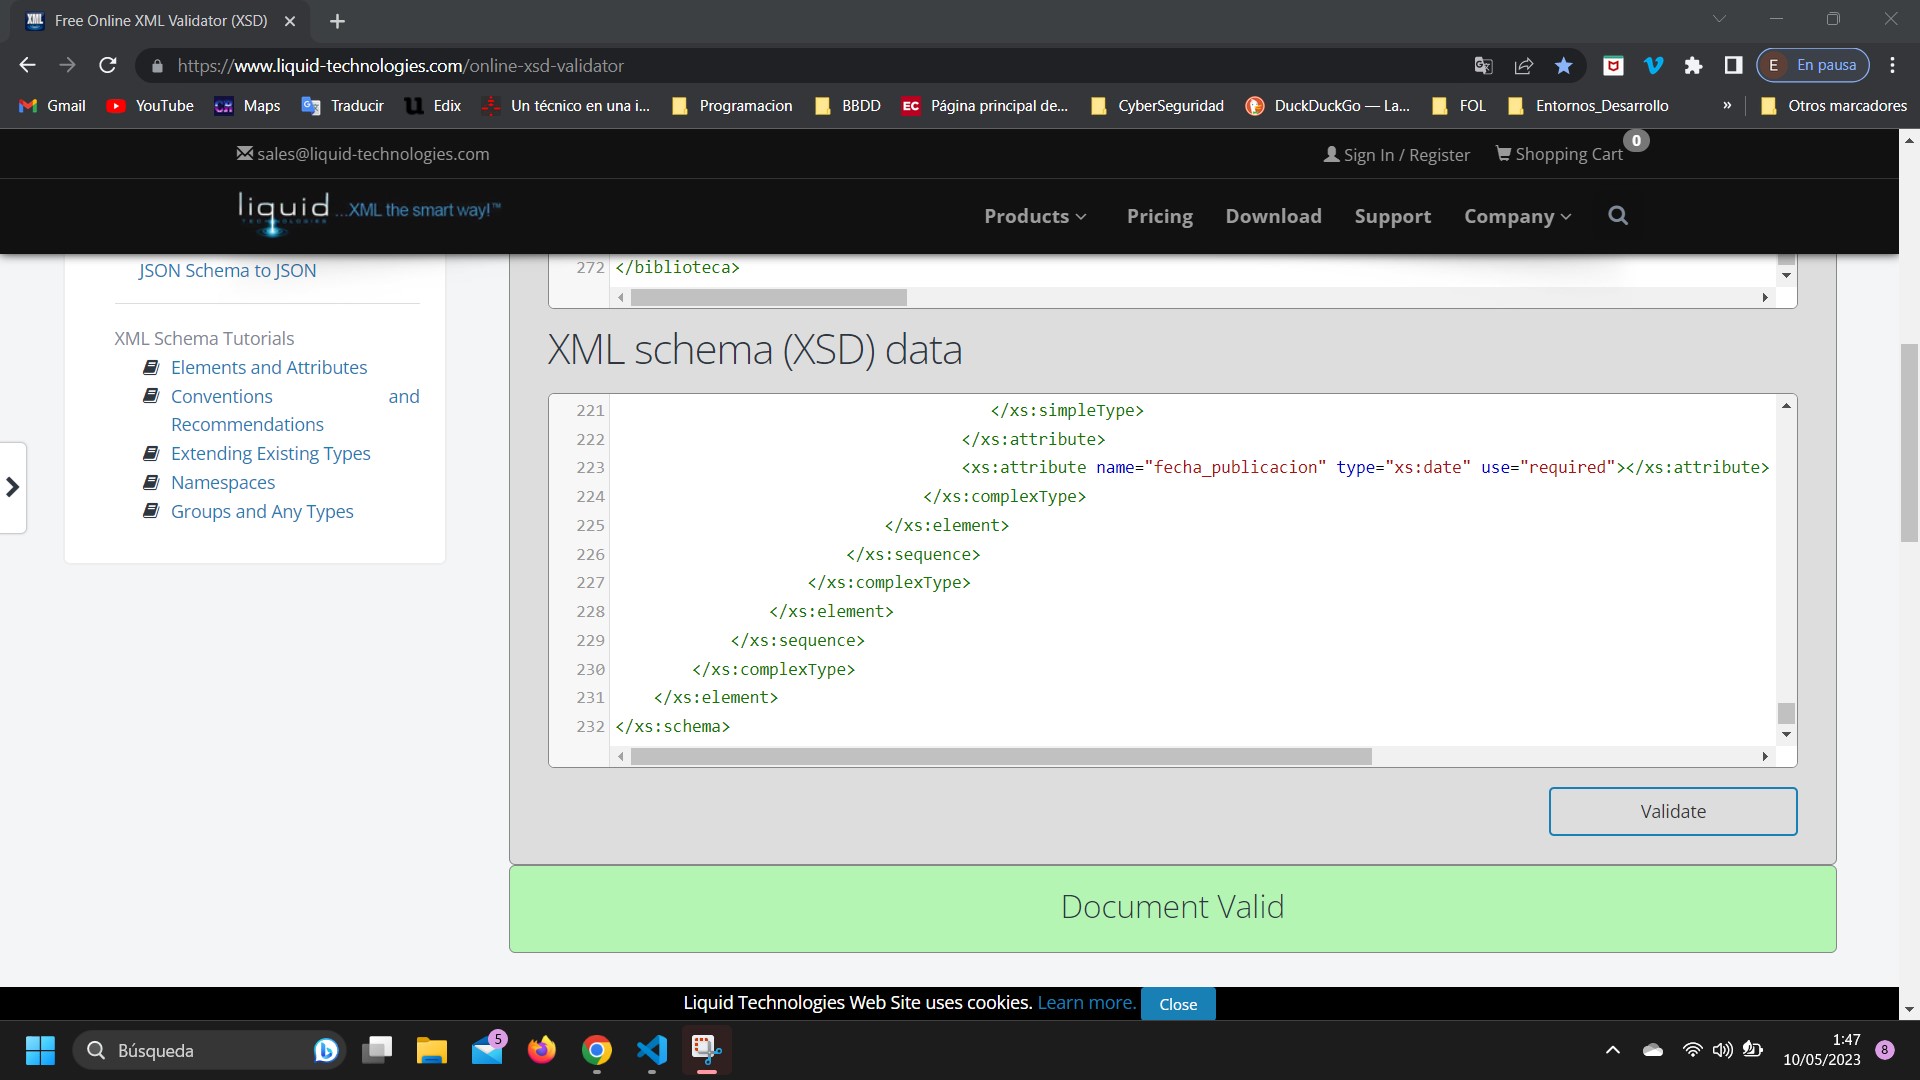 Free Online XML Validator (XSD)
https://www.liquid-technologies.com/online-xsd-validator
E En pausa
Gmail YouTube Maps Traducir Edix Un técnico en una i... Programacion BBDD EC Página principal de... CyberSeguridad DuckDuckGo — La... FOL Entornos_Desarrollo » Otros marcadores
sales@liquid-technologies.com
Sign In / Register Shopping Cart 0
liquid TECHNOLOGIES ...XML the smart way!™
Products Pricing Download Support Company
JSON Schema to JSON
XML Schema Tutorials
Elements and Attributes
Conventions and
Recommendations
Extending Existing Types
Namespaces
Groups and Any Types
272 </biblioteca>
XML schema (XSD) data
221 </xs:simpleType>
222 </xs:attribute>
223 <xs:attribute name="fecha_publicacion" type="xs:date" use="required"></xs:attribute>
224 </xs:complexType>
225 </xs:element>
226 </xs:sequence>
227 </xs:complexType>
228 </xs:element>
229 </xs:sequence>
230 </xs:complexType>
231 </xs:element>
232 </xs:schema>
Validate
Document Valid
Liquid Technologies Web Site uses cookies. Learn more. Close
Búsqueda
5
1:47
10/05/2023
8